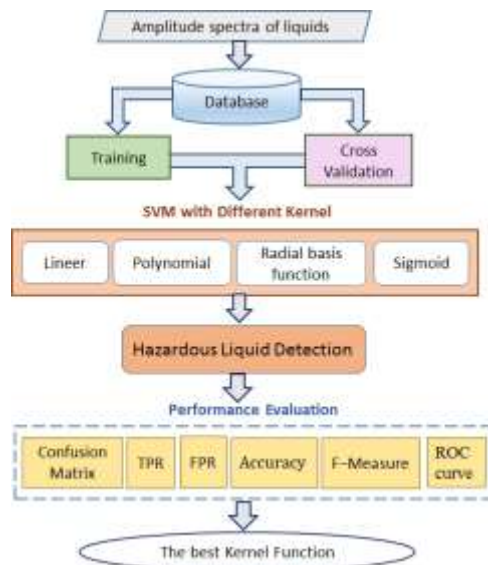 Amplitude spectra of liquids
Database
Training
Cross
Validation
SVM with Different Kernel
Lineer
Polynomial
Radial basis
function
Sigmoid
Hazardous Liquid Detection
Performance Evaluation
Confusion
Matrix
TPR
FPR
Accuracy
F-Measure
ROC
curve
The best Kernel Function